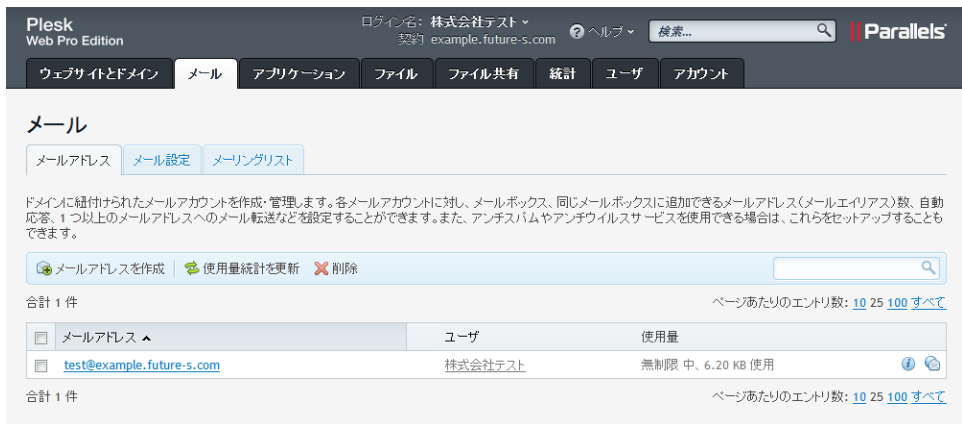 Plesk
Web Pro Edition
ログイン名: 株式会社テスト
契約 example.future-s.com
ヘルプ
検索...
Parallels
ウェブサイトとドメイン メール アプリケーション ファイル ファイル共有 統計 ユーザ アカウント
メール
メールアドレス メール設定 メーリングリスト
ドメインに紐付けられたメールアカウントを作成・管理します。各メールアカウントに対し、メールボックス、同じメールボックスに追加できるメールアドレス(メールエイリアス)数、自動
応答、1 つ以上のメールアドレスへのメール転送などを設定することができます。また、アンチスパムやアンチウイルスサービスを使用できる場合は、これらをセットアップすることも
できます。
メールアドレスを作成 使用量統計を更新 削除
合計 1 件 ページあたりのエントリ数: 10 25 100 すべて
メールアドレス ユーザ 使用量
test@example.future-s.com 株式会社テスト 無制限 中、6.20 KB 使用
合計 1 件 ページあたりのエントリ数: 10 25 100 すべて